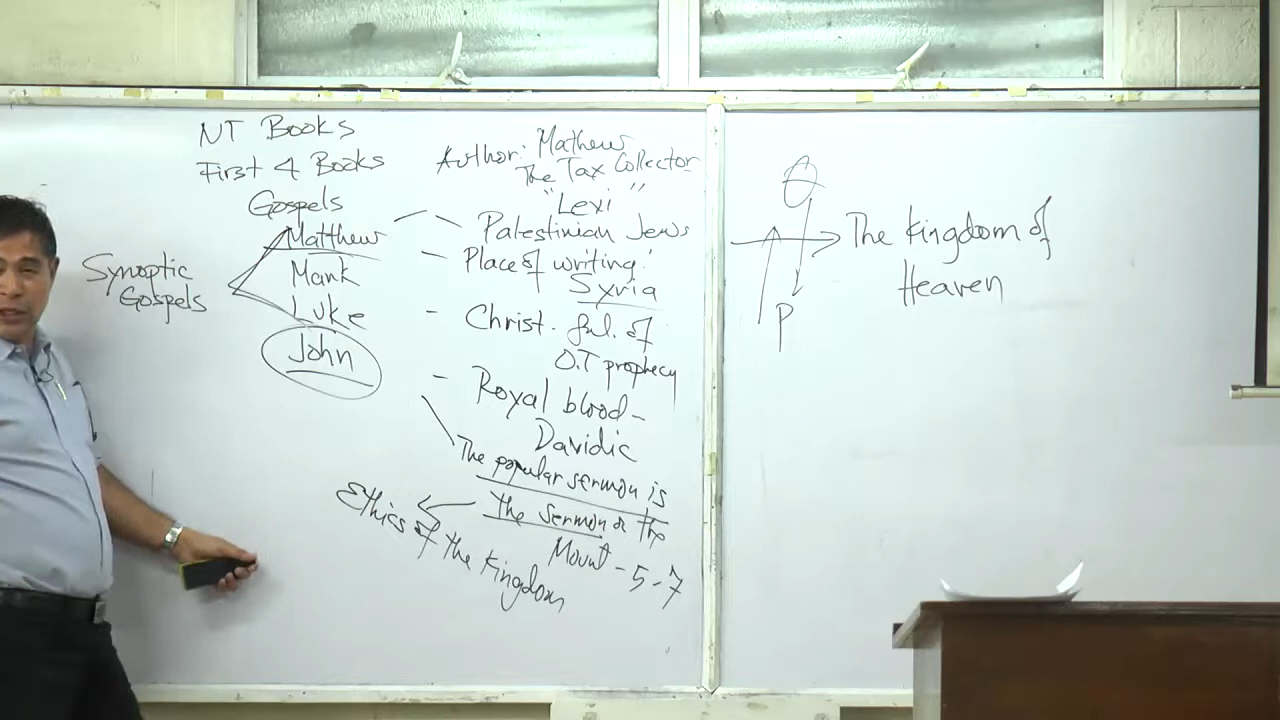 NT Books
First 4 Books
Gospels
Matthew
Mark
Luke
John
Synoptic
Gospels
Author: Mathew
The Tax Collector
"Lexi"
Palestinian Jews
Place of writing:
Syria
Christ. ful. of
O.T prophecy
Royal blood -
Davidic
The popular sermon is
the sermon o the
Mount - 5-7
Ethics of the Kingdom
θ
P
The Kingdom of
Heaven